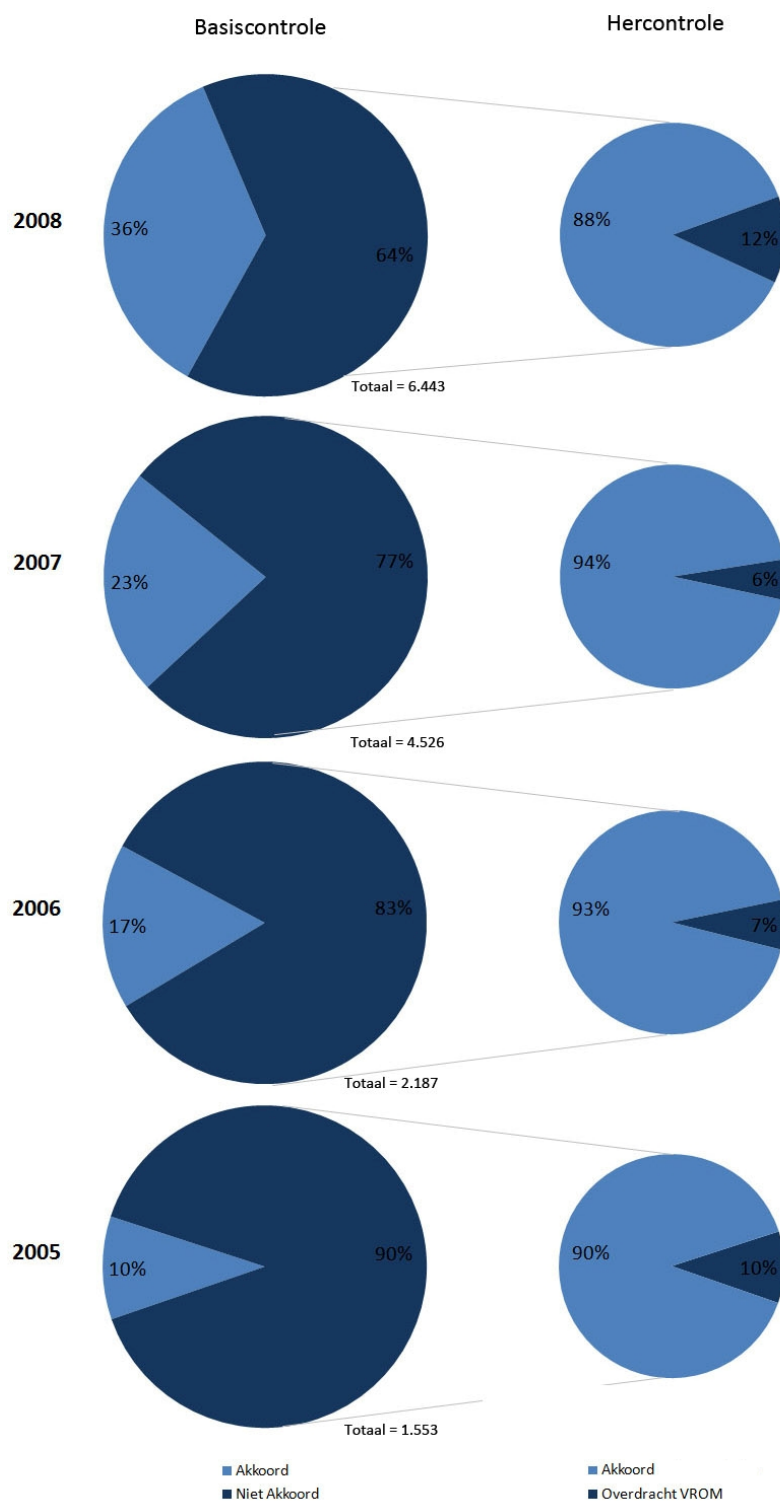 Basiscontrole Hercontrole
2008
36%
64%
88%
12%
Totaal = 6.443
2007
23%
77%
94%
6%
Totaal = 4.526
2006
17%
83%
93%
7%
Totaal = 2.187
2005
10%
90%
90%
10%
Totaal = 1.553
Akkoord
Niet Akkoord
Akkoord
Overdracht VROM